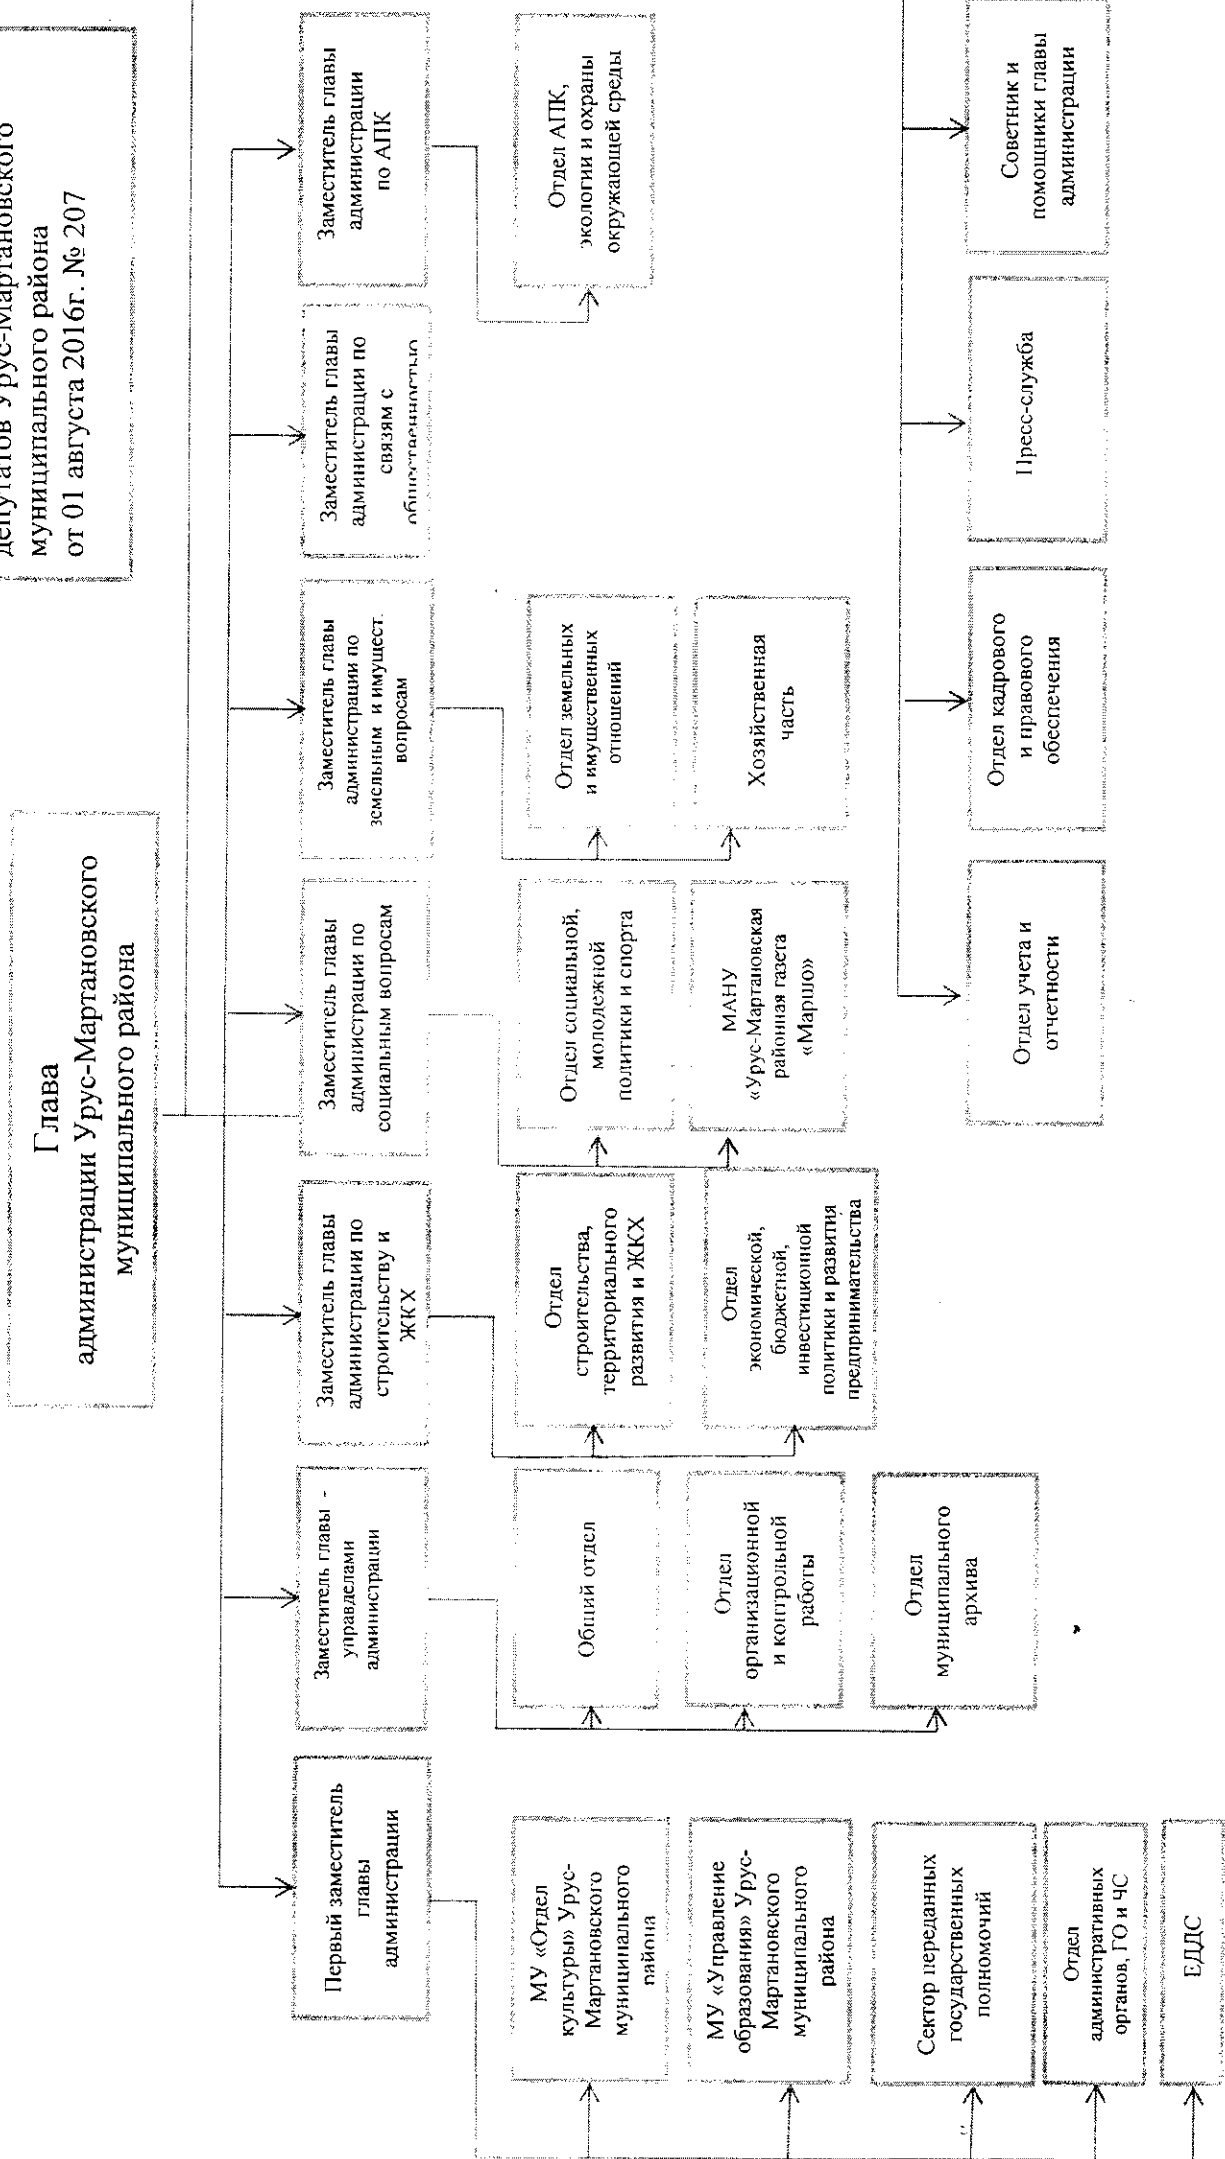 депутатов Урус-Мартановского
муниципального района
от 01 августа 2016г. № 207
Глава
администрации Урус-Мартановского
муниципального района
Первый заместитель
главы
администрации
Заместитель главы -
управделами
администрации
Заместитель главы
администрации по
строительству и
ЖКХ
Заместитель главы
администрации по
социальным вопросам
Заместитель главы
администрации по
земельным и имущест.
вопросам
Заместитель главы
администрации по
связям с
общественностью
Заместитель главы
администрации
по АПК
МУ «Отдел
культуры» Урус-
Мартановского
муниципального
района
МУ «Управление
образования» Урус-
Мартановского
муниципального
района
Сектор переданных
государственных
полномочий
Отдел
административных
органов, ГО и ЧС
ЕДДС
Общий отдел
Отдел
организационной
и контрольной
работы
Отдел
муниципального
архива
Отдел
строительства,
территориального
развития и ЖКХ
Отдел
экономической,
бюджетной,
инвестиционной
политики и развития
предпринимательства
Отдел социальной,
молодежной
политики и спорта
МАНУ
«Урус-Мартановская
районная газета
«Маршо»
Отдел земельных
и имущественных
отношений
Хозяйственная
часть
Отдел АПК,
экологии и охраны
окружающей среды
Отдел учета и
отчетности
Отдел кадрового
и правового
обеспечения
Пресс-служба
Советник и
помощники главы
администрации